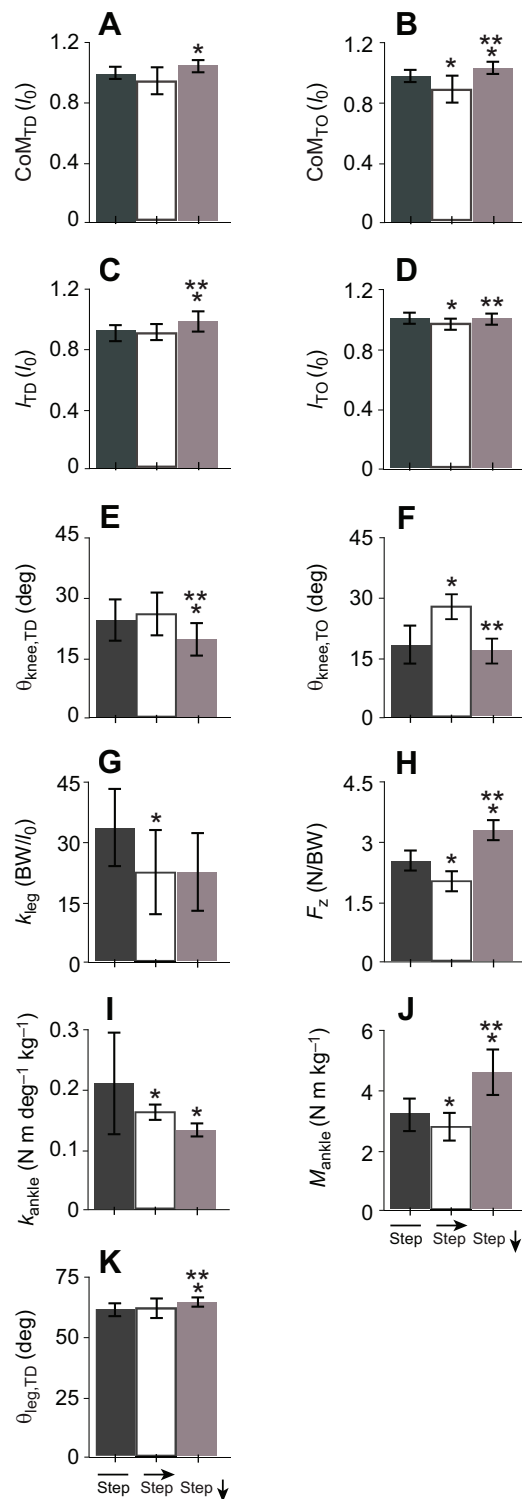 A
CoM_TD (l_0)
1.2
0.8
0.4
0
*
B
CoM_TO (l_0)
1.2
0.8
0.4
0
*
**
*
C
l_TD (l_0)
1.2
0.8
0.4
0
**
*
D
l_TO (l_0)
1.2
0.8
0.4
0
*
**
E
θ_knee,TD (deg)
45
30
15
0
**
*
F
θ_knee,TO (deg)
45
30
15
0
*
**
G
k_leg (BW/l_0)
45
30
15
0
*
H
F_z (N/BW)
4.5
3
1.5
0
*
**
*
I
k_ankle (N m deg⁻¹ kg⁻¹)
0.3
0.2
0.1
0
*
*
J
M_ankle (N m kg⁻¹)
6
4
2
0
*
**
*
Step
Step
Step ↓
K
θ_leg,TD (deg)
75
50
25
0
**
*
Step
Step
Step ↓